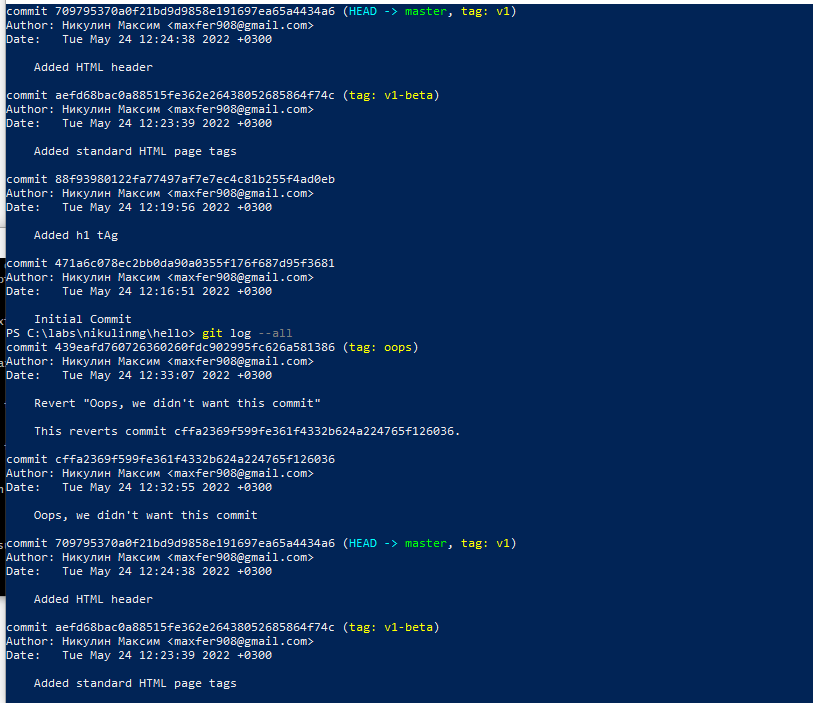 commit 709795370a0f21bd9d9858e191697ea65a4434a6 (HEAD -> master, tag: v1)
Author: Никулин Максим <maxfer908@gmail.com>
Date:   Tue May 24 12:24:38 2022 +0300
Added HTML header
commit aefd68bac0a88515fe362e26438052685864f74c (tag: v1-beta)
Author: Никулин Максим <maxfer908@gmail.com>
Date:   Tue May 24 12:23:39 2022 +0300
Added standard HTML page tags
commit 88f93980122fa77497af7e7ec4c81b255f4ad0eb
Author: Никулин Максим <maxfer908@gmail.com>
Date:   Tue May 24 12:19:56 2022 +0300
Added h1 tAg
commit 471a6c078ec2bb0da90a0355f176f687d95f3681
Author: Никулин Максим <maxfer908@gmail.com>
Date:   Tue May 24 12:16:51 2022 +0300
Initial Commit
PS C:\labs\nikulinmg\hello> git log --all
commit 439eafd760726360260fdc902995fc626a581386 (tag: oops)
Author: Никулин Максим <maxfer908@gmail.com>
Date:   Tue May 24 12:33:07 2022 +0300
Revert "Oops, we didn't want this commit"
This reverts commit cffa2369f599fe361f4332b624a224765f126036.
commit cffa2369f599fe361f4332b624a224765f126036
Author: Никулин Максим <maxfer908@gmail.com>
Date:   Tue May 24 12:32:55 2022 +0300
Oops, we didn't want this commit
commit 709795370a0f21bd9d9858e191697ea65a4434a6 (HEAD -> master, tag: v1)
Author: Никулин Максим <maxfer908@gmail.com>
Date:   Tue May 24 12:24:38 2022 +0300
Added HTML header
commit aefd68bac0a88515fe362e26438052685864f74c (tag: v1-beta)
Author: Никулин Максим <maxfer908@gmail.com>
Date:   Tue May 24 12:23:39 2022 +0300
Added standard HTML page tags